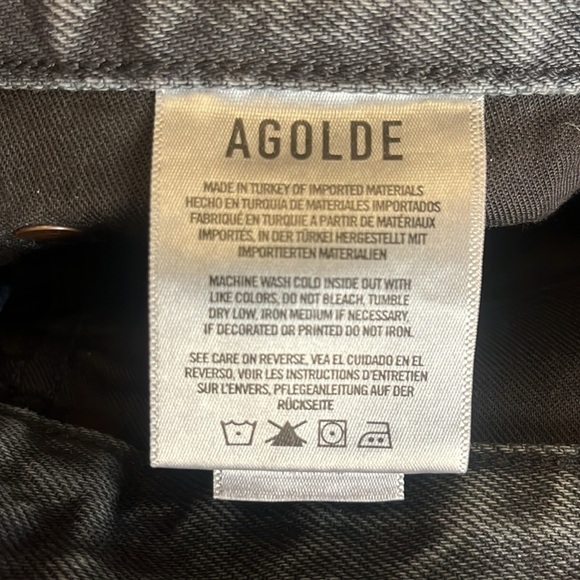 AGOLDE
MADE IN TURKEY OF IMPORTED MATERIALS
HECHO EN TURQUIA DE MATERIALES IMPORTADOS
FABRIQUÉ EN TURQUIE A PARTIR DE MATÉRIAUX
IMPORTÉS, IN DER TÜRKEI HERGESTELLT MIT
IMPORTIERTEN MATERIALIEN
MACHINE WASH COLD INSIDE OUT WITH
LIKE COLORS, DO NOT BLEACH, TUMBLE
DRY LOW, IRON MEDIUM IF NECESSARY,
IF DECORATED OR PRINTED DO NOT IRON.
SEE CARE ON REVERSE, VEA EL CUIDADO EN EL
REVERSO, VOIR LES INSTRUCTIONS D'ENTRETIEN
SUR L'ENVERS, PFLEGEANLEITUNG AUF DER
RÜCKSEITE